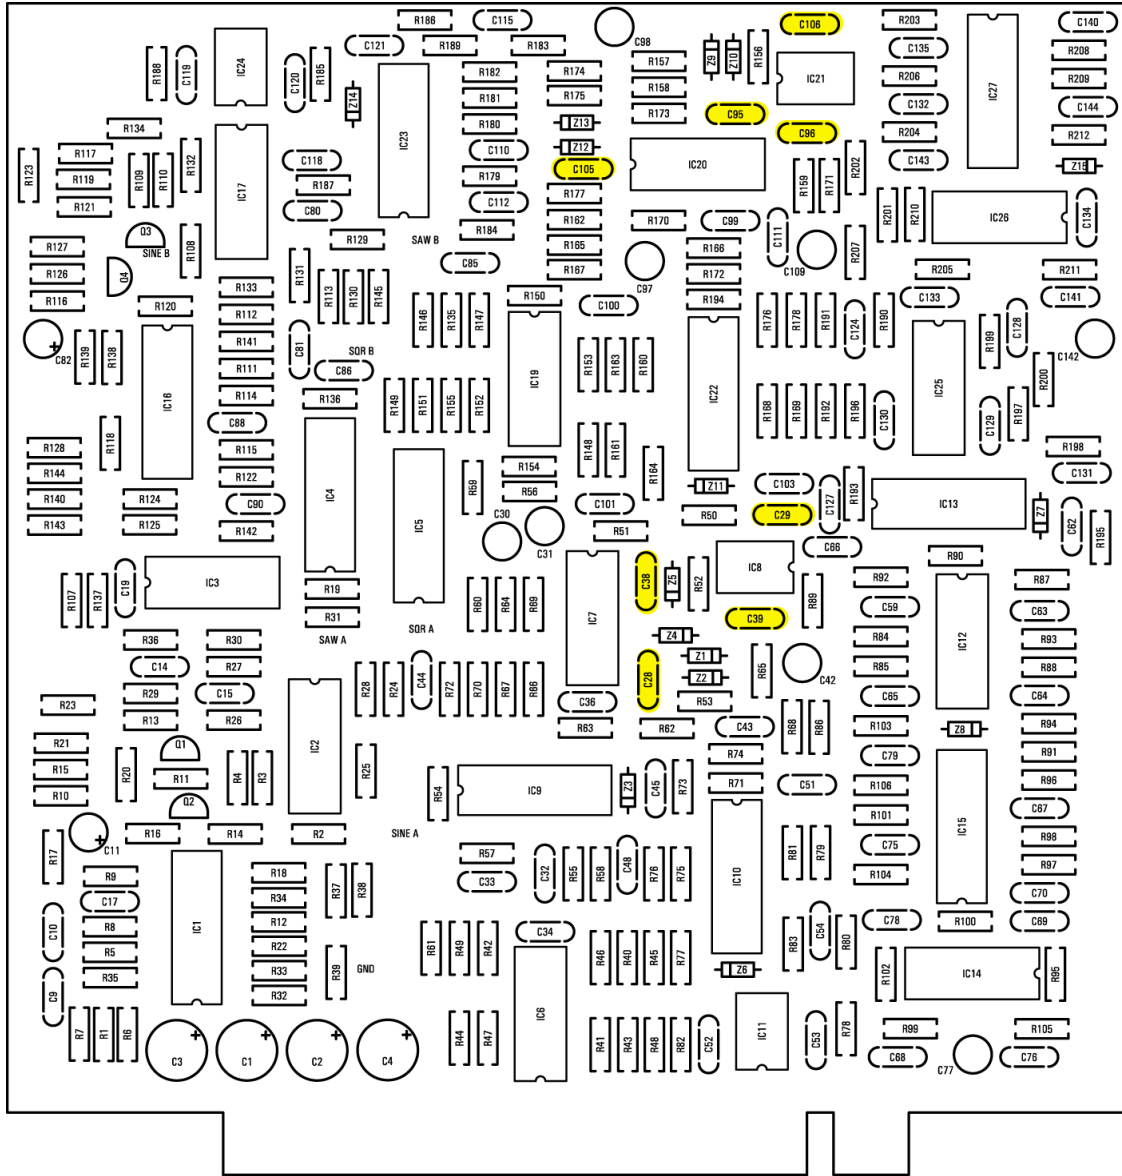 R186 C115 C106 R203 C140
C121 R189 R183 C98 C135 R208
R188 C119 IC24 C120 R185 R182 R174 R157 Z9 Z10 R156 IC21 R206 IC27 R209
Z14 IC23 R181 R175 R158 C132 C144
R180 Z13 R173 C95 C96 R204 R212
R134 C110 Z12 C143 Z15
R123 R117 R109 R110 R132 IC17 C118 R179 C105 IC20 R159 R171 R202
R119 R187 C112 R177 R201 R210 IC26 C134
R121 C80 R184 R162 R170 C99 C111
Q3 R108 R129 SAW B R165 R166 C109 R207
R127 SINE B R131 C85 R167 C97 R172 R205 R211
R126 Q4 R133 R113 R130 R145 R150 R194 C133 C141
R116 R120 R112 R146 R135 R147 C100 R176 R178 R191 C124 R190
C82 R139 R138 R141 C81 SQR B IC19 R153 R163 R160 IC22 IC25 R199 C128 C142
IC16 R111 C86 R200
R114 R136 R149 R151 R155 R152 R168 R169 R192 R196 C130 C129 R197
R118 C88 R148 R161
R128 R115 R164 R198
R144 R122 IC4 IC5 R59 R154 Z11 C103 C127 R193 C131
R140 R124 C90 R56 C101 R50 C29 IC13 Z7 C62 R195
R143 R125 R142 C30 C31 R51 C66
R107 R137 C19 IC3 R19 IC7 C38 Z5 R52 IC8 R89 R92 R90 R87
R31 R60 R64 R69 C39 C59 IC12 C63
R36 R30 SAW A SQR A Z4 R84 R93
C14 R27 Z1 R65 C42 R85 R88
R29 C15 R28 R24 C44 R72 R70 R67 R66 C36 C28 Z2 R53 C65 C64
R23 R13 R26 IC2 R63 R62 C43 R68 R86 R103 Z8 R94
R21 Q1 R74 C79 R91
R15 R20 R11 R4 R3 R25 R54 IC9 Z3 C45 R73 R71 C51 R106 R96
R10 Q2 R101 IC15 C67
C11 R16 R14 R2 SINE A R98
R17 R57 C75
R9 R18 R37 R38 C33 C32 R55 R58 C48 R76 R75 IC10 R81 R79 R104 R97
C17 R34 C70
C10 R8 IC1 R12 R61 R49 R42 C34 R83 C54 R80 C78 R100 C69
R5 R22 R46 R40 R45 R77
R35 R33 R39 GND Z6 R102 IC14 R95
C9 R32
R7 R1 R6 R44 R47 IC6 R41 R43 R48 R82 C52 IC11 C53 R78 R99 R105
C3 C1 C2 C4 C68 C77 C76